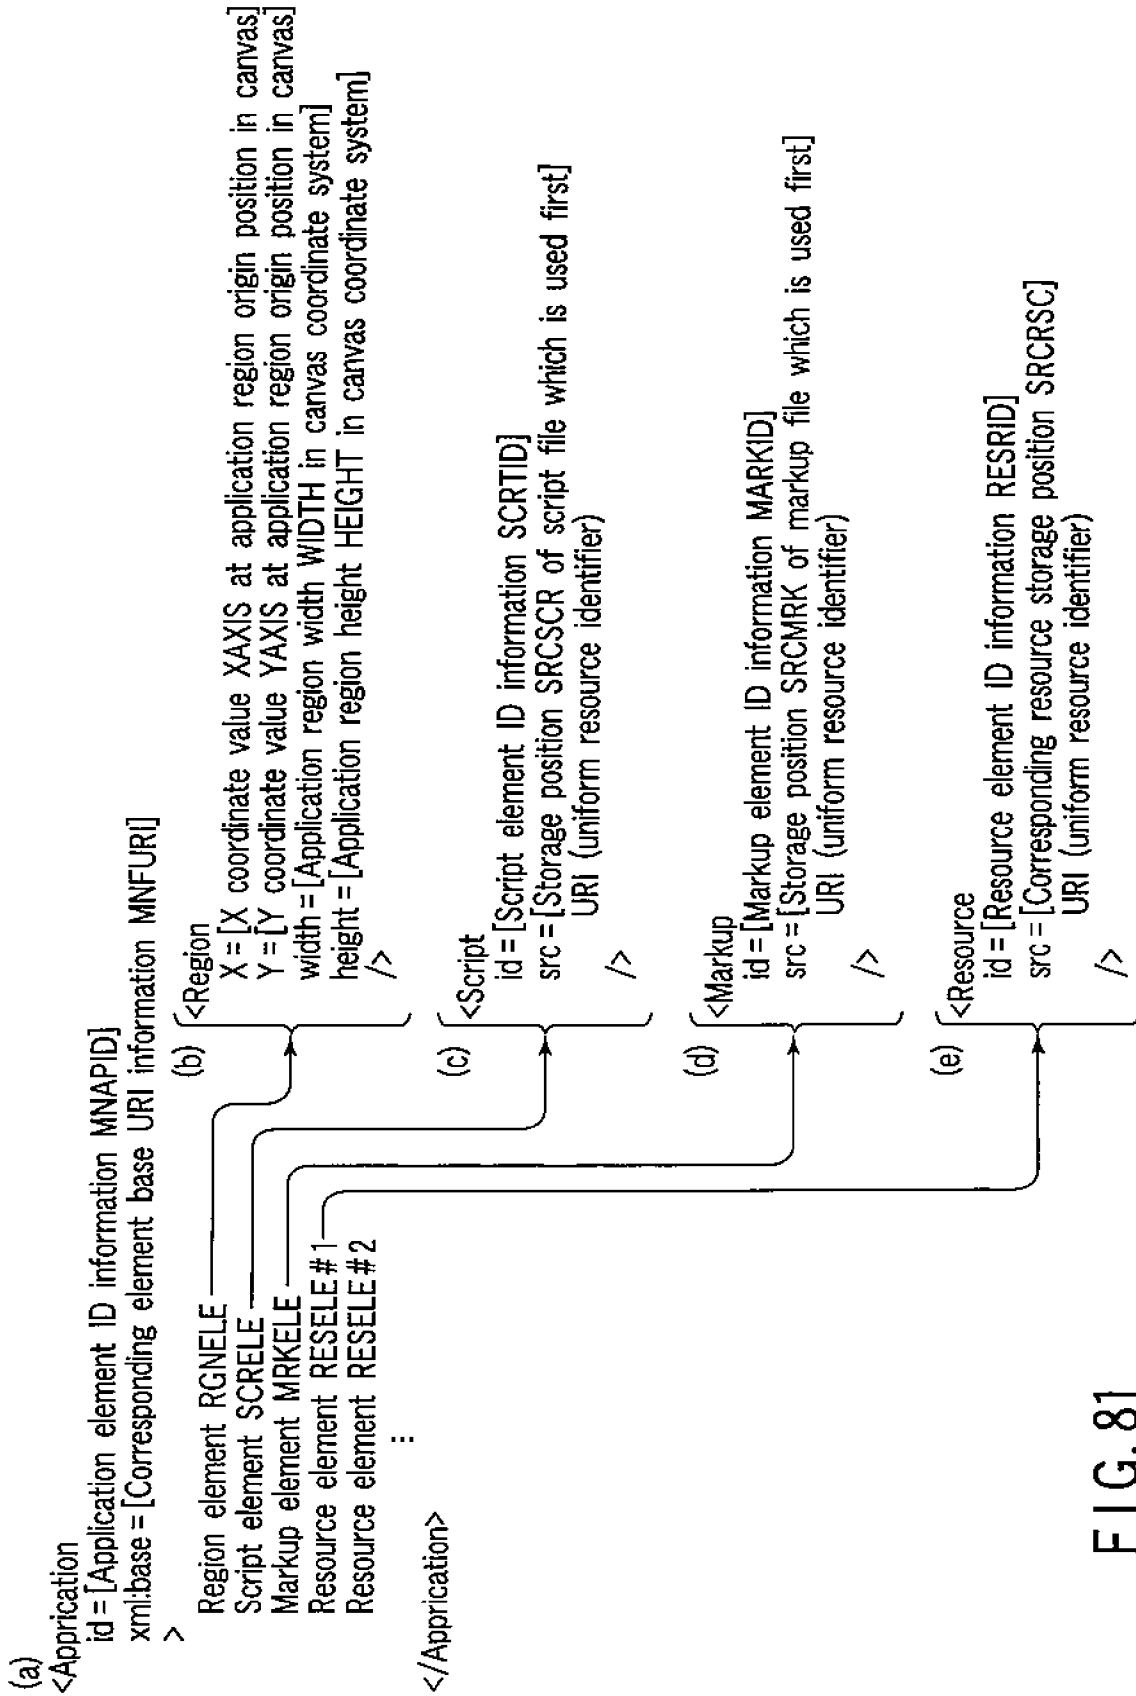 (a)
<Apprication
id = [Application element ID information MNAPID]
xml:base = [Corresponding element base URI information MNFURI]
>
Region element RGNELE
Script element SCRELE
Markup element MRKELE
Resource element RESELE#1
Resource element RESELE#2
⋮
</Apprication>
(b)
<Region
X = [X coordinate value XAXIS at application region origin position in canvas]
Y = [Y coordinate value YAXIS at application region origin position in canvas]
width = [Application region width WIDTH in canvas coordinate system]
height = [Application region height HEIGHT in canvas coordinate system]
/>
(c)
<Script
id = [Script element ID information SCRTID]
src = [Storage position SRCSCR of script file which is used first]
URI (uniform resource identifier)
/>
(d)
<Markup
id = [Markup element ID information MARKID]
src = [Storage position SRCMRK of markup file which is used first]
URI (uniform resource identifier)
/>
(e)
<Resource
id = [Resource element ID information RESRID]
src = [Corresponding resource storage position SRCRSC]
URI (uniform resource identifier)
/>
FIG. 81